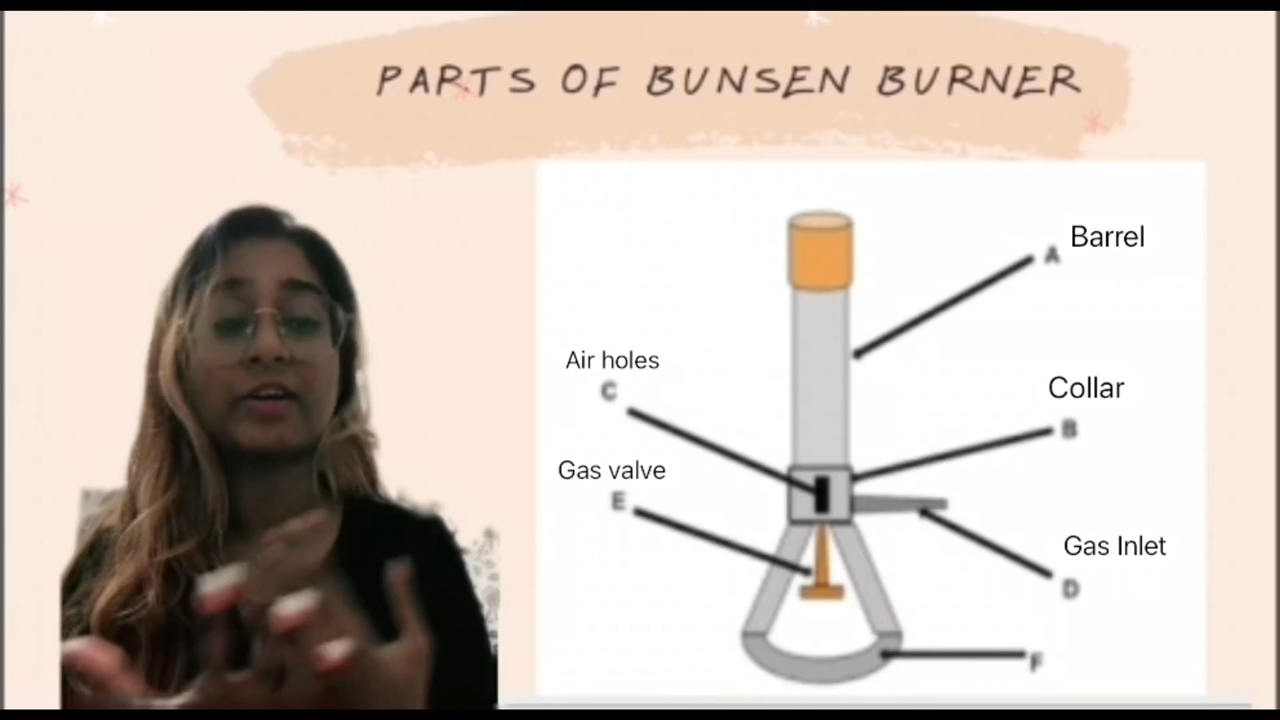 PARTS OF BUNSEN BURNER
Barrel
A
Air holes
C
Collar
B
Gas valve
E
Gas Inlet
D
F